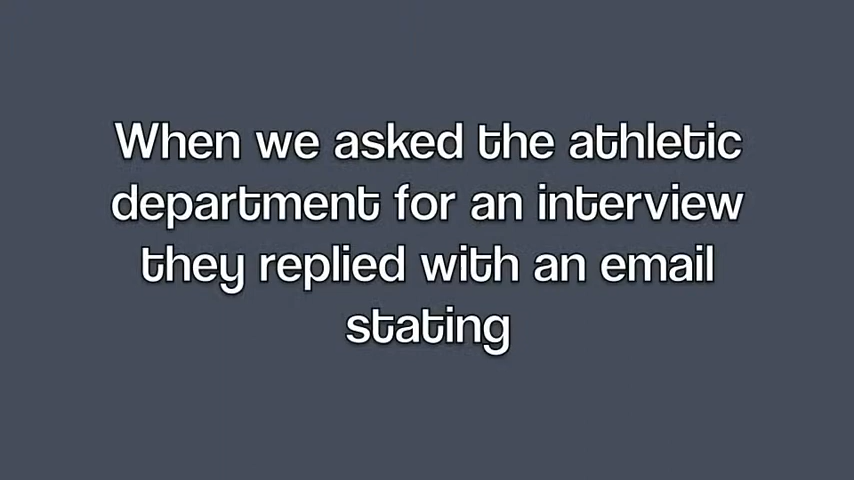 When we asked the athletic
department for an interview
they replied with an email
stating